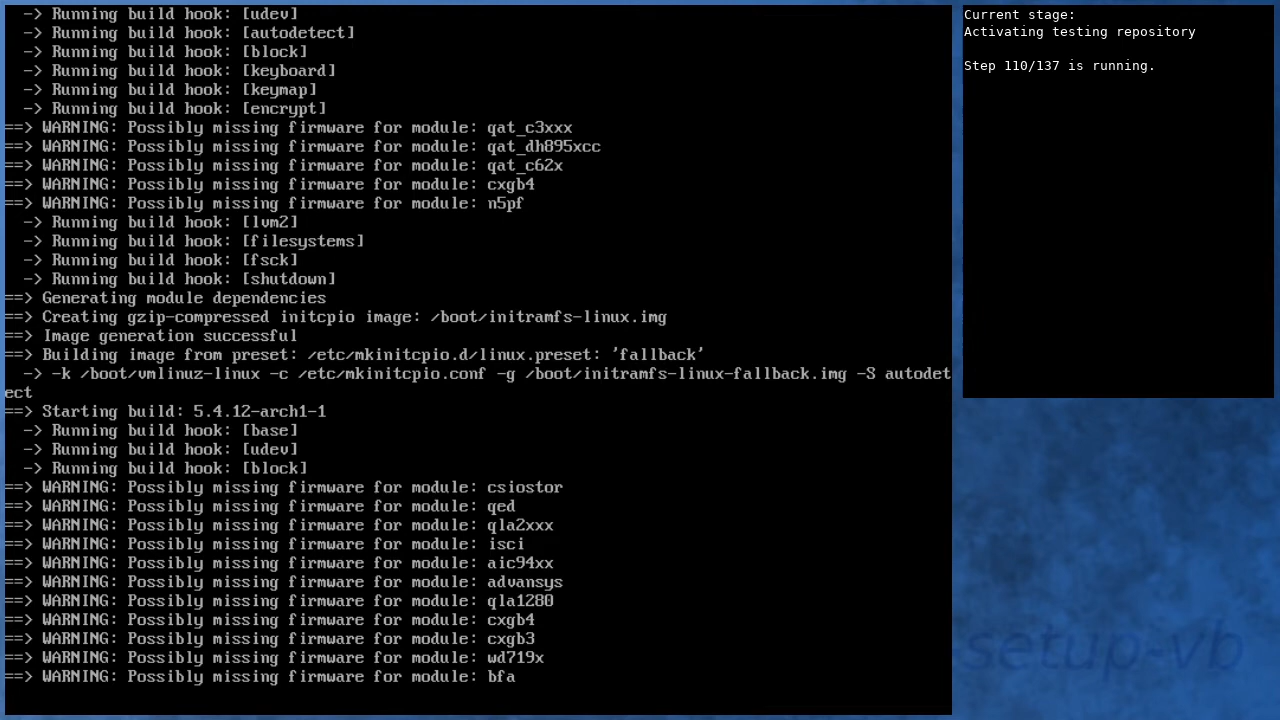 -> Running build hook: [udev]
-> Running build hook: [autodetect]
-> Running build hook: [block]
-> Running build hook: [keyboard]
-> Running build hook: [keymap]
-> Running build hook: [encrypt]
==> WARNING: Possibly missing firmware for module: qat_c3xxx
==> WARNING: Possibly missing firmware for module: qat_dh895xcc
==> WARNING: Possibly missing firmware for module: qat_c62x
==> WARNING: Possibly missing firmware for module: cxgb4
==> WARNING: Possibly missing firmware for module: n5pf
-> Running build hook: [lvm2]
-> Running build hook: [filesystems]
-> Running build hook: [fsck]
-> Running build hook: [shutdown]
==> Generating module dependencies
==> Creating gzip-compressed initcpio image: /boot/initramfs-linux.img
==> Image generation successful
==> Building image from preset: /etc/mkinitcpio.d/linux.preset: 'fallback'
-> -k /boot/vmlinuz-linux -c /etc/mkinitcpio.conf -g /boot/initramfs-linux-fallback.img -S autodet
ect
==> Starting build: 5.4.12-arch1-1
-> Running build hook: [base]
-> Running build hook: [udev]
-> Running build hook: [block]
==> WARNING: Possibly missing firmware for module: csiostor
==> WARNING: Possibly missing firmware for module: qed
==> WARNING: Possibly missing firmware for module: qla2xxx
==> WARNING: Possibly missing firmware for module: isci
==> WARNING: Possibly missing firmware for module: aic94xx
==> WARNING: Possibly missing firmware for module: advansys
==> WARNING: Possibly missing firmware for module: qla1280
==> WARNING: Possibly missing firmware for module: cxgb4
==> WARNING: Possibly missing firmware for module: cxgb3
==> WARNING: Possibly missing firmware for module: wd719x
==> WARNING: Possibly missing firmware for module: bfa
Current stage:
Activating testing repository
Step 110/137 is running.
setup-vb